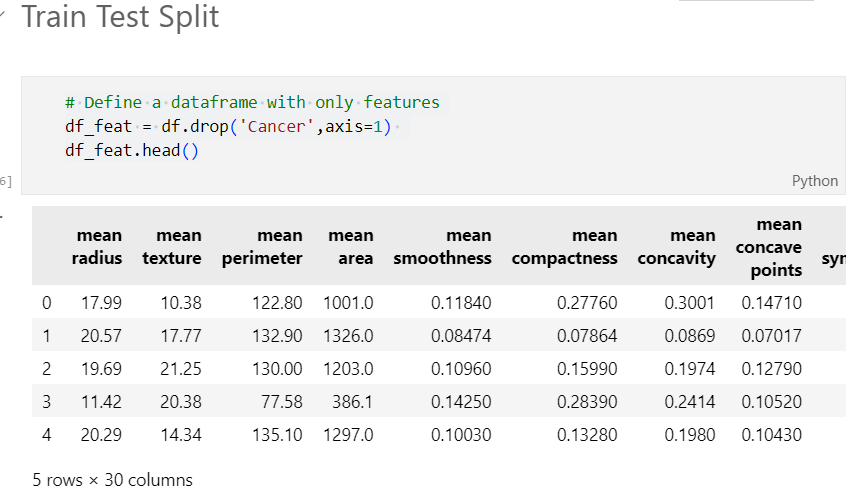 Train Test Split
# Define a dataframe with only features
df_feat = df.drop('Cancer',axis=1)
df_feat.head()
6]
Python
mean radius mean texture mean perimeter mean area mean smoothness mean compactness mean concavity mean concave points
0 17.99 10.38 122.80 1001.0 0.11840 0.27760 0.3001 0.14710
1 20.57 17.77 132.90 1326.0 0.08474 0.07864 0.0869 0.07017
2 19.69 21.25 130.00 1203.0 0.10960 0.15990 0.1974 0.12790
3 11.42 20.38 77.58 386.1 0.14250 0.28390 0.2414 0.10520
4 20.29 14.34 135.10 1297.0 0.10030 0.13280 0.1980 0.10430
5 rows × 30 columns